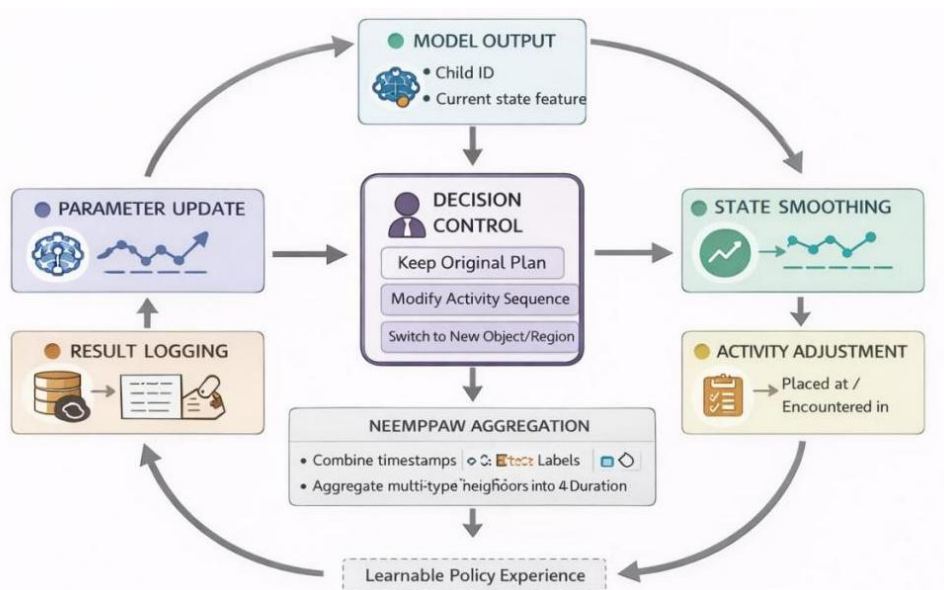 MODEL OUTPUT
• Child ID
• Current state feature
PARAMETER UPDATE
DECISION
CONTROL
Keep Original Plan
Modify Activity Sequence
Switch to New Object/Region
STATE SMOOTHING
RESULT LOGGING
ACTIVITY ADJUSTMENT
Placed at /
Encountered in
NEEMPPAW AGGREGATION
• Combine timestamps Labels
• Aggregate multi-type neighbors into 4 Duration
Learnable Policy Experience